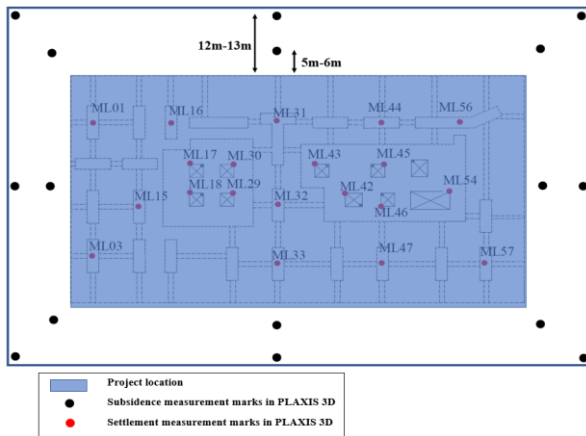 12m-13m
5m-6m
ML01
ML16
ML31
ML44
ML56
ML17
ML30
ML43
ML45
ML18
ML29
ML42
ML54
ML15
ML32
ML46
ML03
ML33
ML47
ML57
Project location
Subsidence measurement marks in PLAXIS 3D
Settlement measurement marks in PLAXIS 3D